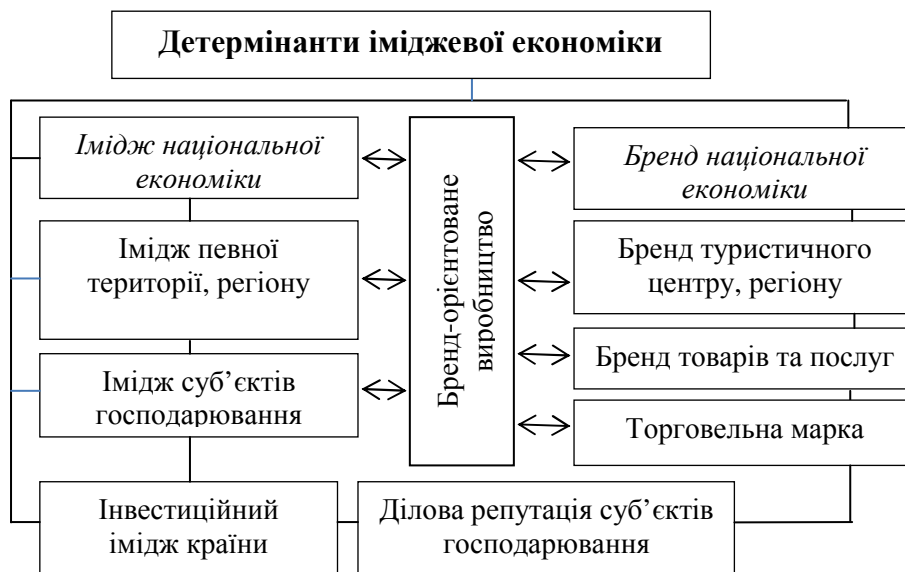 Детермінанти іміджевої економіки
Імідж національної
економіки
Імідж певної
території, регіону
Імідж суб’єктів
господарювання
Інвестиційний
імідж країни
Бренд-орієнтоване
виробництво
Бренд національної
економіки
Бренд туристичного
центру, регіону
Бренд товарів та послуг
Торговельна марка
Ділова репутація суб’єктів
господарювання